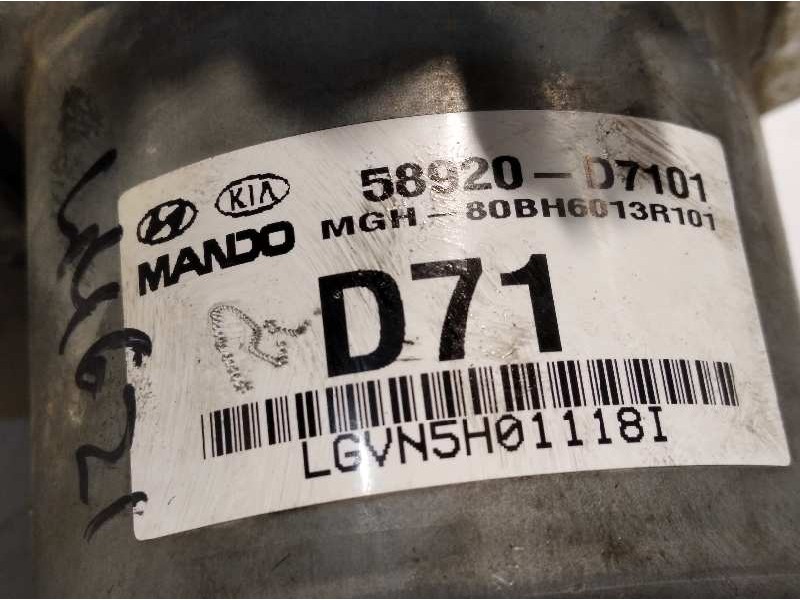 KIA 58920-D7101
MANDO MGH-80BH6013R101
D71
LGVN5H01118I